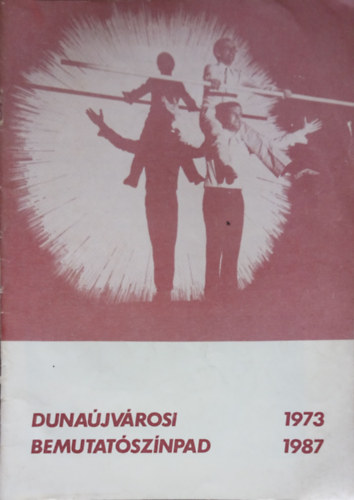 DUNAÚJVÁROSi 1973
BEMUTATÓSZÍNPAD 1987